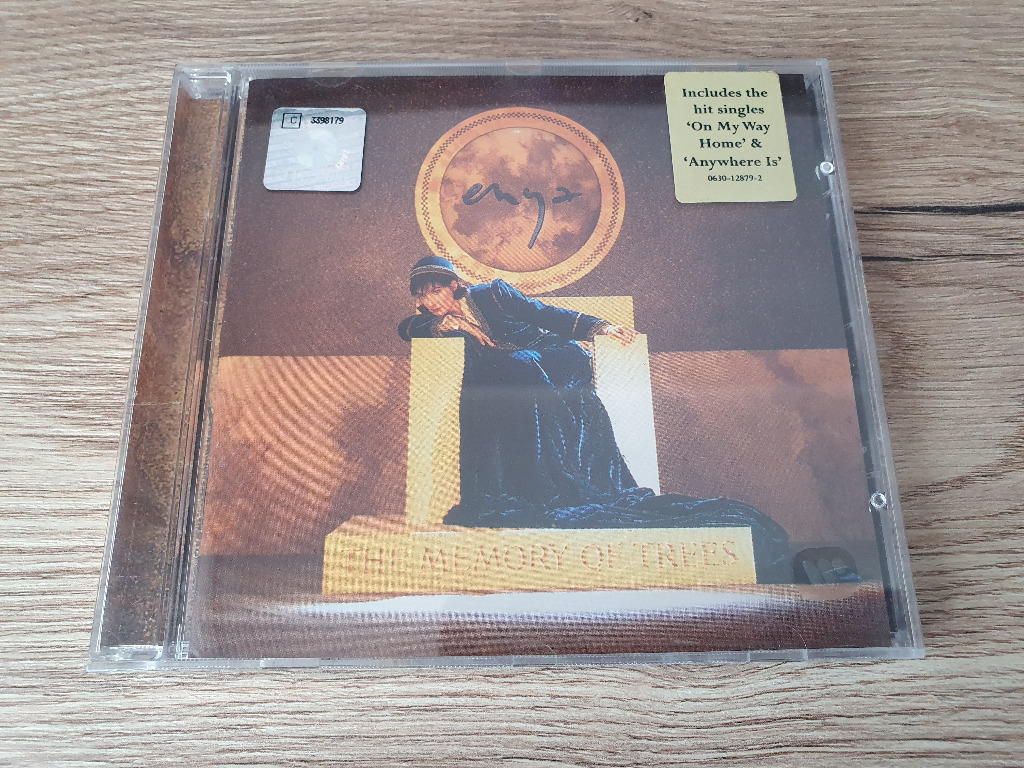 C 3398179
enya
Includes the
hit singles
'On My Way
Home' &
'Anywhere Is'
0630-12879-2
THE MEMORY OF TREES